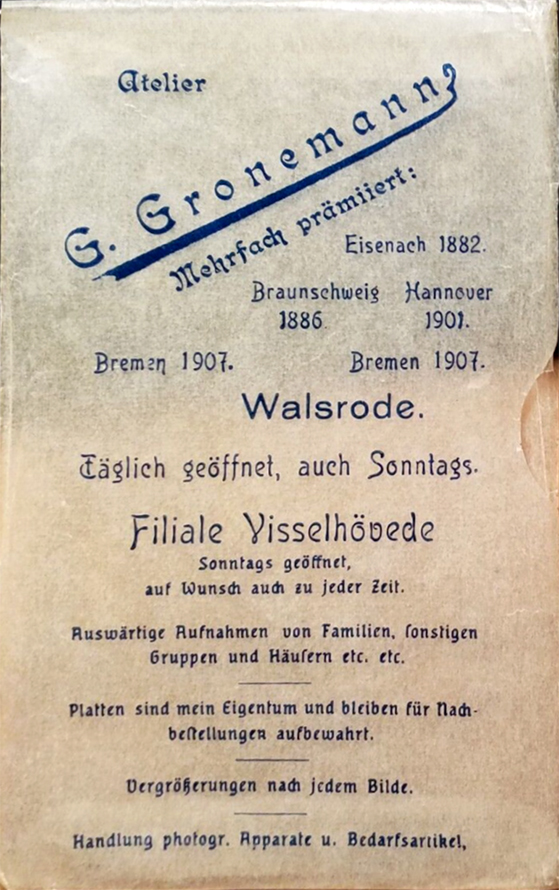 Atelier
G. Gronemann
Mehrfach prämiiert:
Eisenach 1882.
Braunschweig Hannover
1886. 1901.
Bremen 1907. Bremen 1907.
Walsrode.
Täglich geöffnet, auch Sonntags.
Filiale Visselhövede
Sonntags geöffnet,
auf Wunsch auch zu jeder Zeit.
Auswärtige Aufnahmen von Familien, ſonstigen
Gruppen und Häuſern etc. etc.
Platten sind mein Eigentum und bleiben für Nach-
beſtellungen aufbewahrt.
Vergrößerungen nach jedem Bilde.
Handlung photogr. Apparate u. Bedarfsartikel,